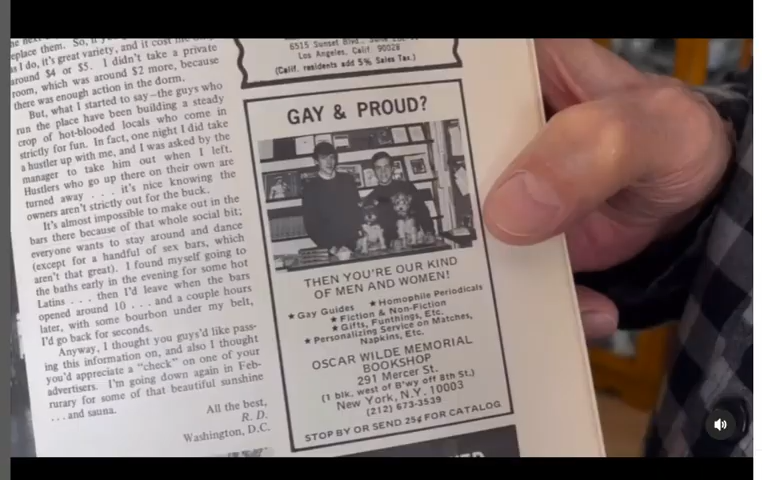 place them. So, if
I do, it's great variety, and it cost
around $4 or $5. I didn't take a private
room, which was around $2 more, because
there was enough action in the dorm.
But, what I started to say—the guys who
run the place have been building a steady
crop of hot-blooded locals who come in
strictly for fun. In fact, one night I did take
a hustler up with me, and I was asked by the
manager to take him out when I left.
Hustlers who go up there on their own are
turned away . . . it's nice knowing the
owners aren't strictly out for the buck.
It's almost impossible to make out in the
bars there because of that whole social bit;
everyone wants to stay around and dance
(except for a handful of sex bars, which
aren't that great). I found myself going to
the baths early in the evening for some hot
Latins . . . then I'd leave when the bars
opened around 10 . . . and a couple hours
later, with some bourbon under my belt,
I'd go back for seconds.
Anyway, I thought you guys'd like pass-
ing this information on, and also I thought
you'd appreciate a "check" on one of your
advertisers. I'm going down again in Feb-
ruary for some of that beautiful sunshine
. . . and sauna.
All the best,
R. D.
Washington, D.C.
6515 Sunset Blvd.,
Los Angeles, Calif. 90028
(Calif. residents add 5% Sales Tax.)
GAY & PROUD?
THEN YOU'RE OUR KIND
OF MEN AND WOMEN!
★ Gay Guides ★ Homophile Periodicals
★ Fiction & Non-Fiction
★ Gifts, Funthings, Etc.
★ Personalizing Service on Matches,
Napkins, Etc.
OSCAR WILDE MEMORIAL
BOOKSHOP
291 Mercer St.
(1 blk. west of B'wy off 8th St.)
New York, N.Y. 10003
(212) 673-3539
STOP BY OR SEND 25¢ FOR CATALOG